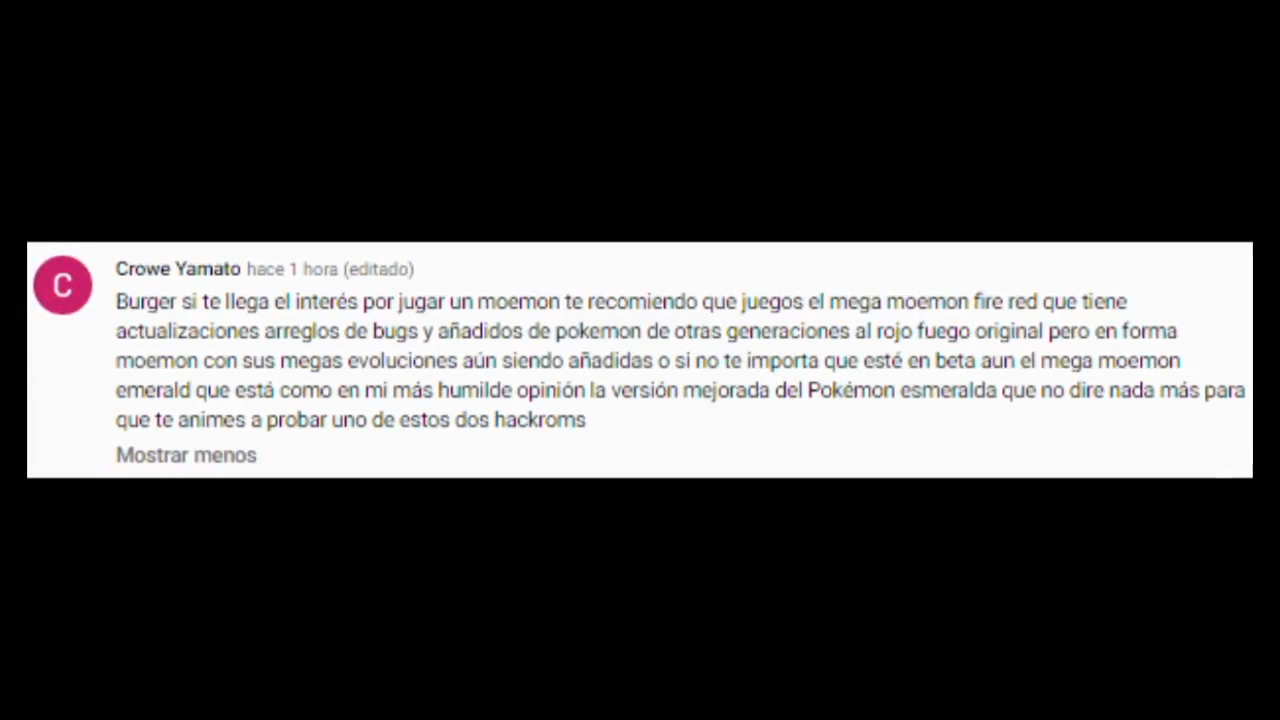 C
Crowe Yamato hace 1 hora (editado)
Burger si te llega el interés por jugar un moemon te recomiendo que juegos el mega moemon fire red que tiene
actualizaciones arreglos de bugs y añadidos de pokemon de otras generaciones al rojo fuego original pero en forma
moemon con sus megas evoluciones aún siendo añadidas o si no te importa que esté en beta aun el mega moemon
emerald que está como en mi más humilde opinión la versión mejorada del Pokémon esmeralda que no dire nada más para
que te animes a probar uno de estos dos hackroms
Mostrar menos